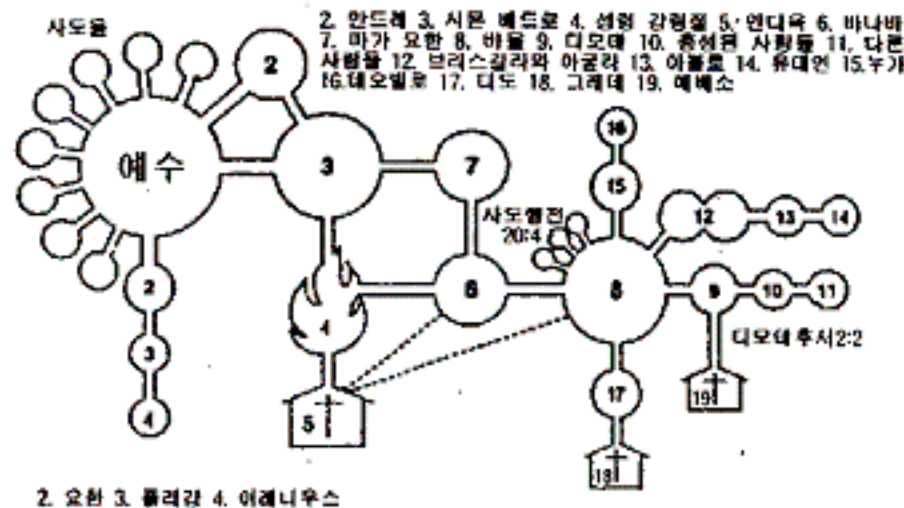 사도들
2. 안드레 3. 시몬 베드로 4. 성령 강림절 5. 안디옥 6. 바나바
7. 마가 요한 8. 바울 9. 디모데 10. 충성된 사람들 11. 다른
사람들 12. 브리스길라와 아굴라 13. 아볼로 14. 유대인 15. 누가
16. 데오빌로 17. 디도 18. 그레데 19. 에베소
예수
2
3
7
16
15
사도행전
20:4
12
13
14
2
4
6
8
9
10
11
3
디모데후서2:2
4
5
17
19
18
2. 요한 3. 폴리갑 4. 이레니우스